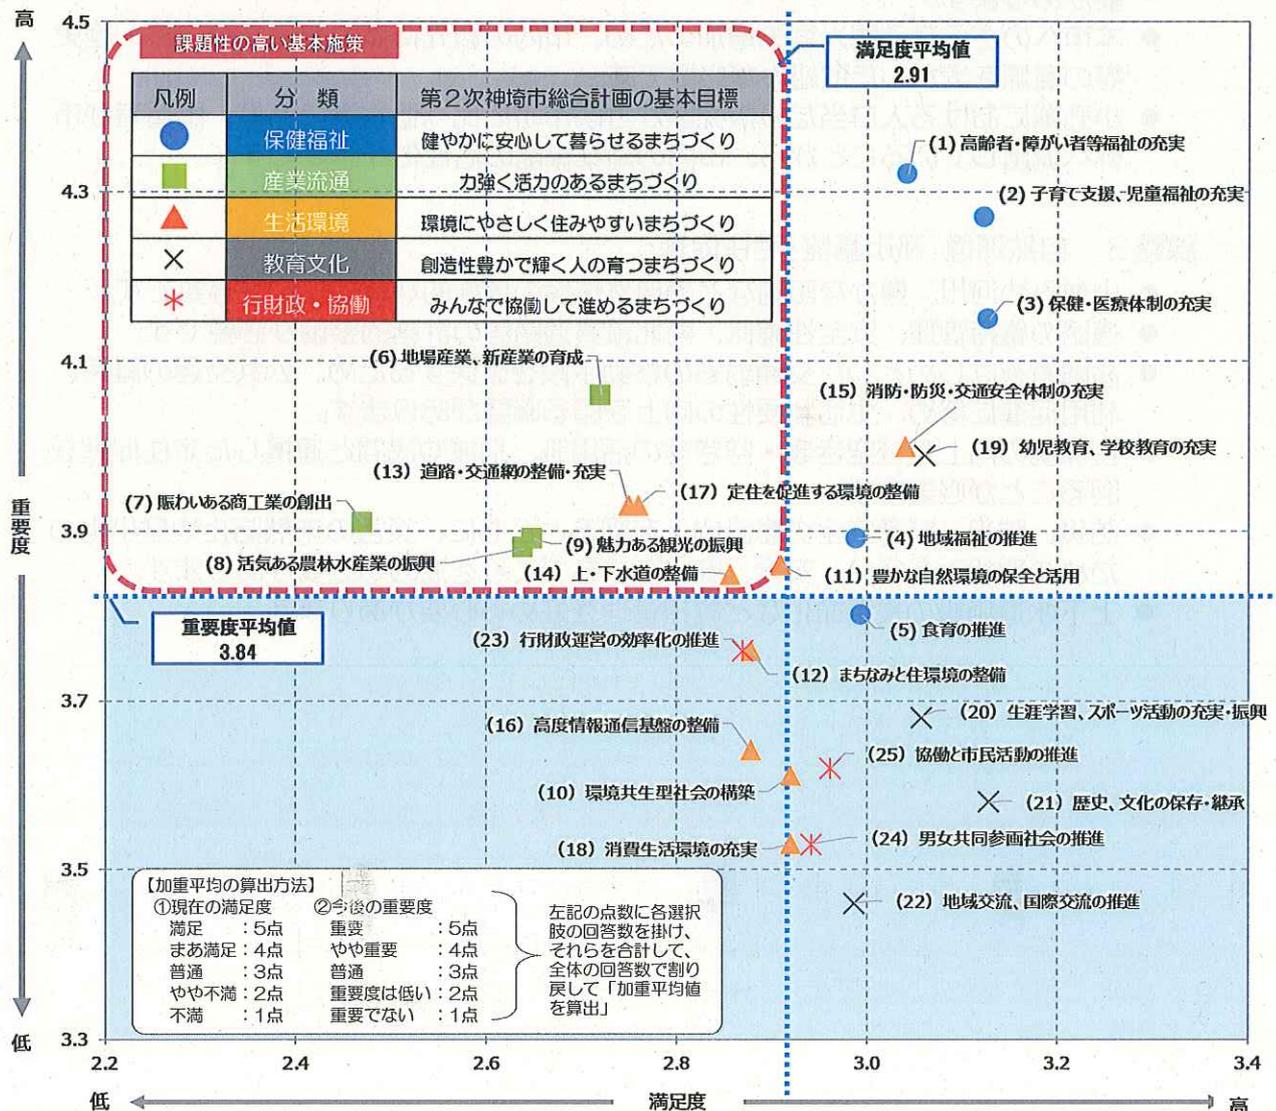 高
4.5
課題性の高い基本施策
満足度平均値
2.91
凡例 分類 第2次神埼市総合計画の基本目標
保健福祉 健やかに安心して暮らせるまちづくり
産業流通 力強く活力のあるまちづくり
生活環境 環境にやさしく住みやすいまちづくり
教育文化 創造性豊かで輝く人の育つまちづくり
行財政・協働 みんなで協働して進めるまちづくり
(1) 高齢者・障がい者等福祉の充実
4.3
(2) 子育て支援、児童福祉の充実
(3) 保健・医療体制の充実
(6) 地場産業、新産業の育成
4.1
(15) 消防・防災・交通安全体制の充実
(19) 幼児教育、学校教育の充実
(13) 道路・交通網の整備・充実
(17) 定住を促進する環境の整備
(7) 賑わいある商工業の創出
重要度
3.9
(4) 地域福祉の推進
(9) 魅力ある観光の振興
(8) 活気ある農林水産業の振興
(14) 上・下水道の整備
(11) 豊かな自然環境の保全と活用
重要度平均値
3.84
(5) 食育の推進
(23) 行財政運営の効率化の推進
(12) まちなみと住環境の整備
3.7
(20) 生涯学習、スポーツ活動の充実・振興
(16) 高度情報通信基盤の整備
(25) 協働と市民活動の推進
(10) 環境共生型社会の構築
(21) 歴史、文化の保存・継承
(24) 男女共同参画社会の推進
(18) 消費生活環境の充実
3.5
(22) 地域交流、国際交流の推進
【加重平均の算出方法】
①現在の満足度 ②今後の重要度
満足 :5点 重要 :5点
まあ満足:4点 やや重要 :4点
普通 :3点 普通 :3点
やや不満:2点 重要度は低い:2点
不満 :1点 重要でない :1点
左記の点数に各選択
肢の回答数を掛け、
それらを合計して、
全体の回答数で割り
戻して「加重平均値
を算出」
低
3.3
2.2 2.4 2.6 2.8 3.0 3.2 3.4
低 満足度 高